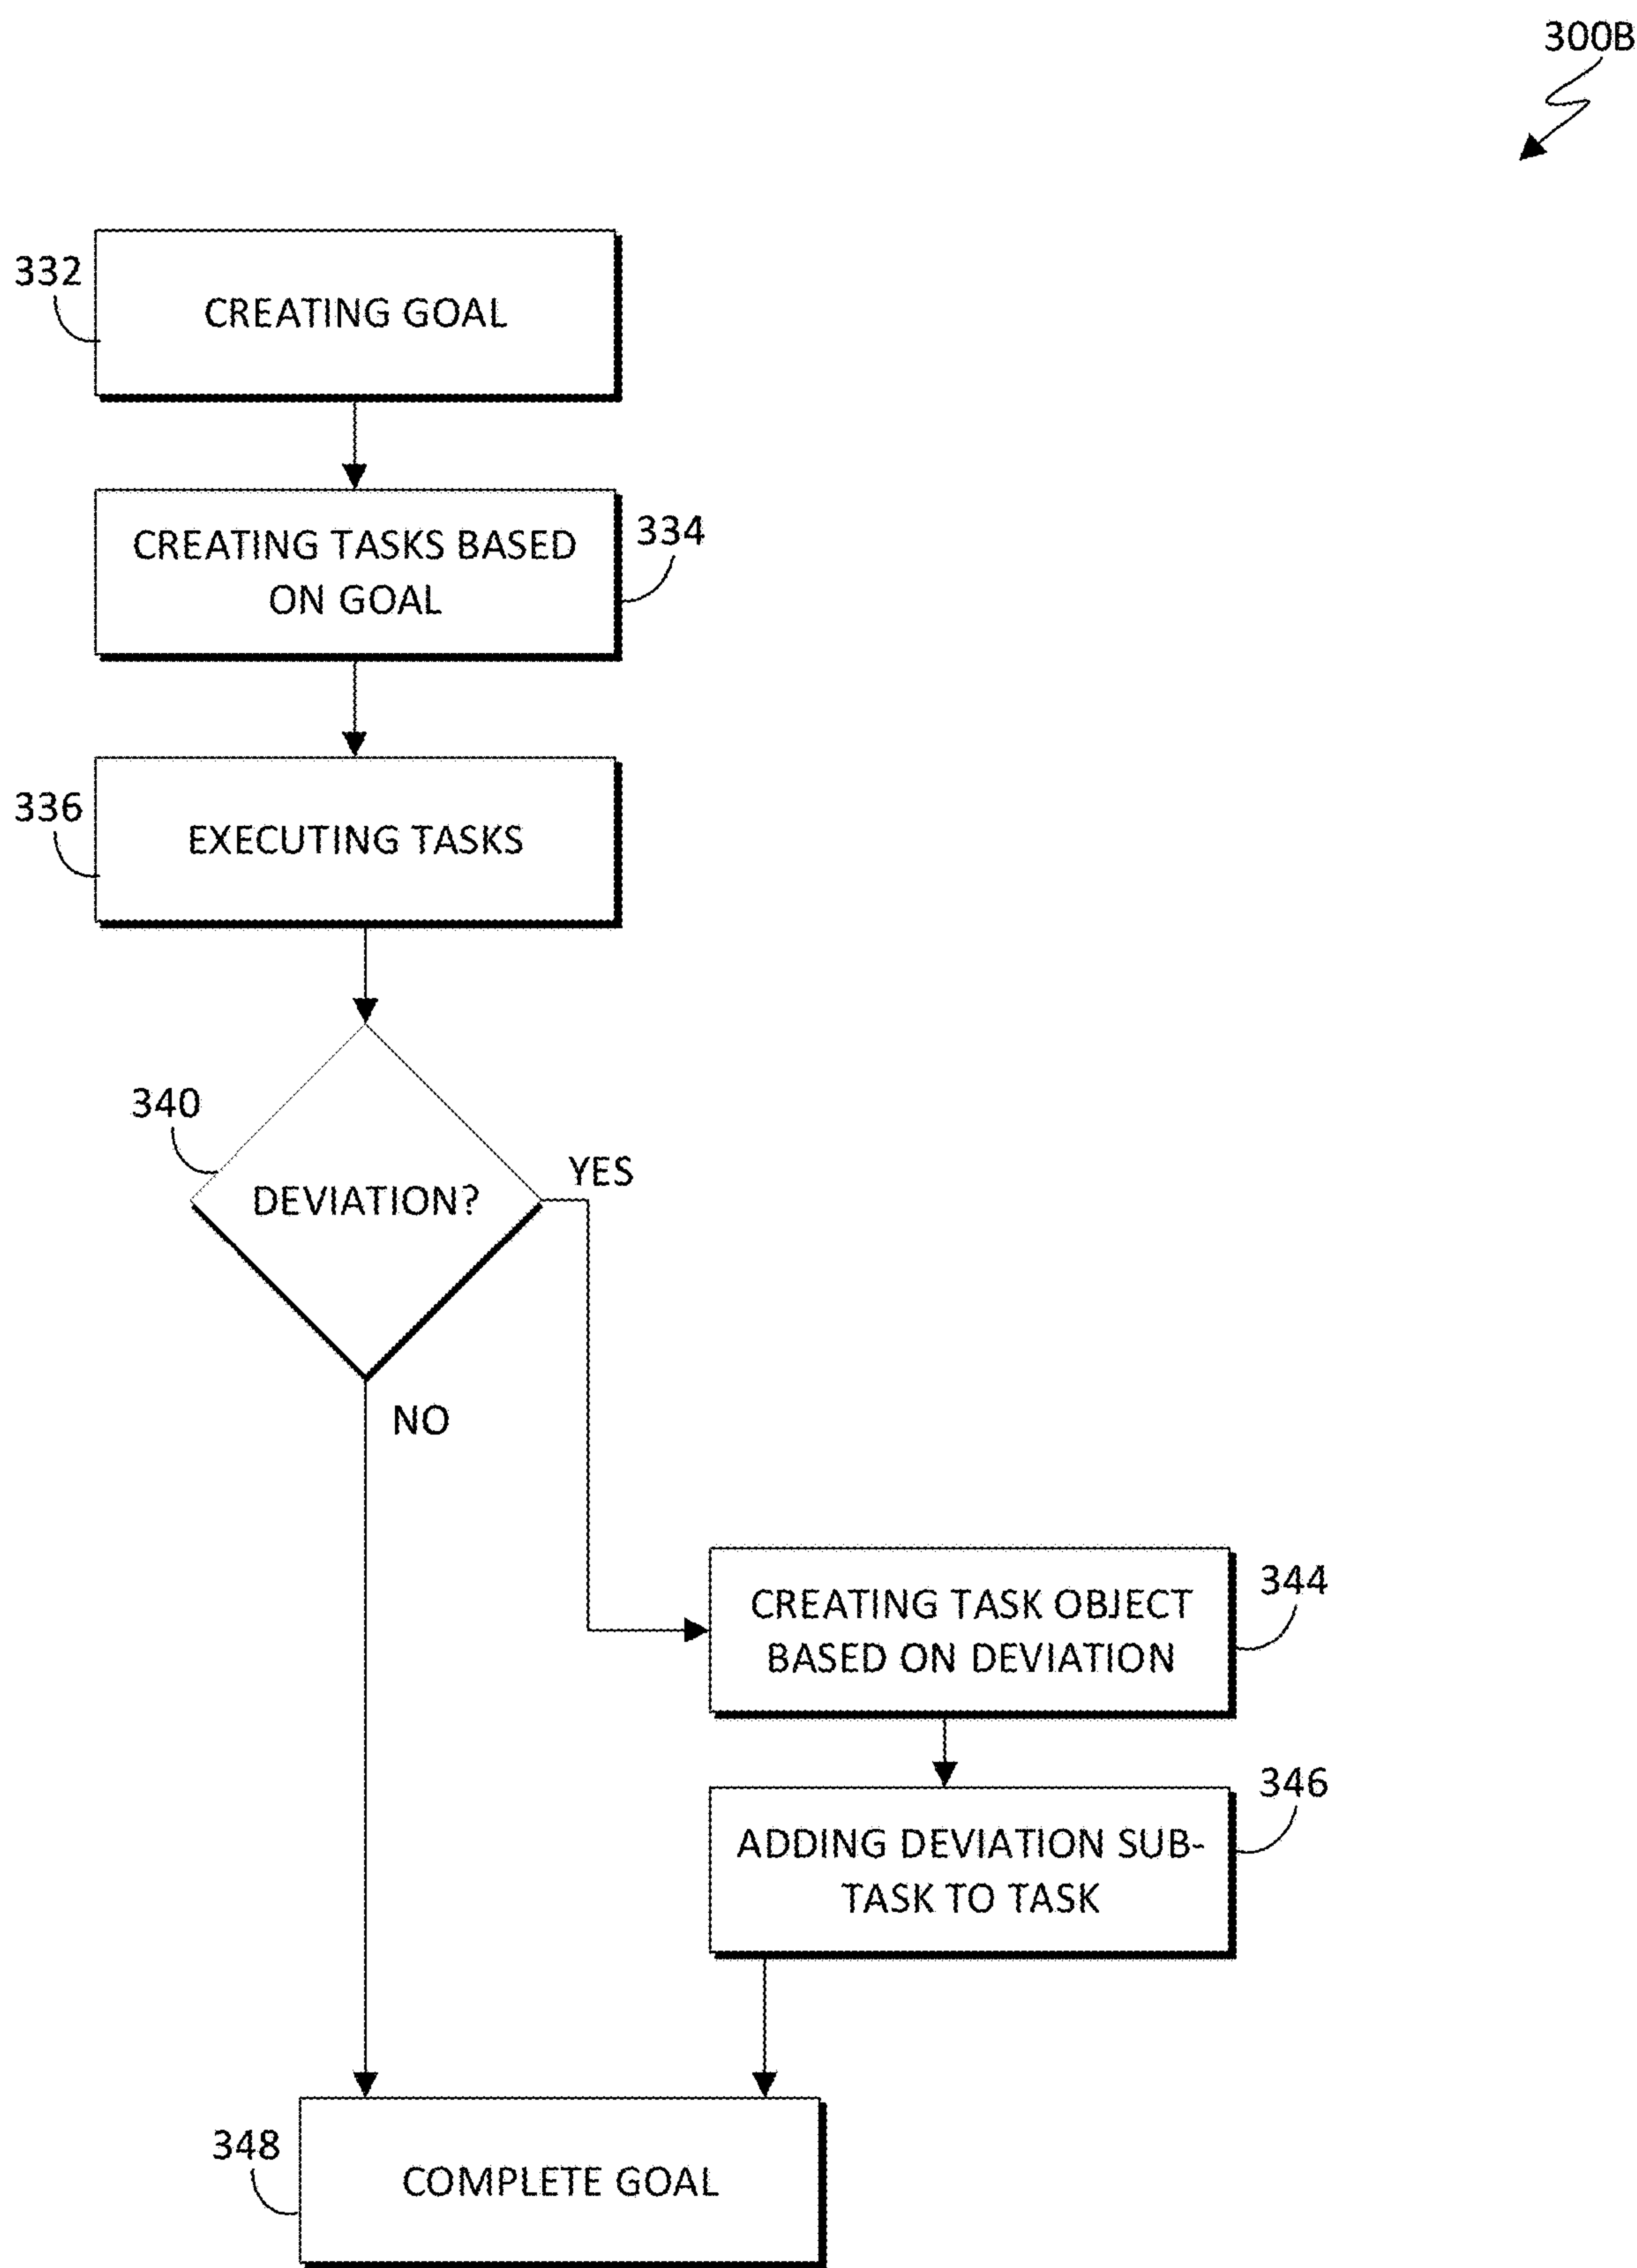 300B
332
CREATING GOAL
CREATING TASKS BASED
ON GOAL
334
336
EXECUTING TASKS
340
DEVIATION?
YES
NO
CREATING TASK OBJECT
BASED ON DEVIATION
344
ADDING DEVIATION SUB-
TASK TO TASK
346
348
COMPLETE GOAL